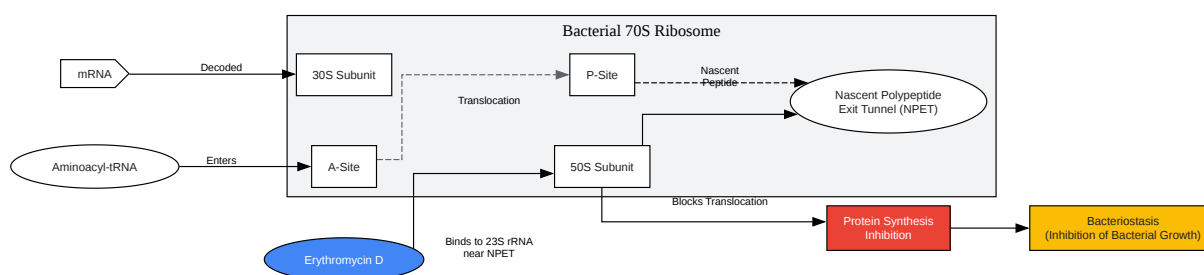 Bacterial 70S Ribosome
mRNA
Decoded
30S Subunit
P-Site
Nascent
Peptide
Nascent Polypeptide
Exit Tunnel (NPET)
Translocation
Aminoacyl-tRNA
Enters
A-Site
50S Subunit
Blocks Translocation
Protein Synthesis
Inhibition
Bacteriostasis
(Inhibition of Bacterial Growth)
Binds to 23S rRNA
near NPET
Erythromycin D